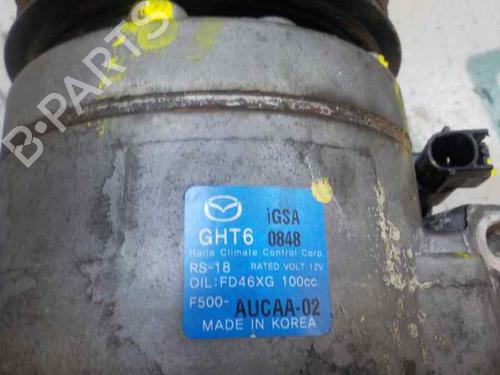 B-PARTS
iGSA
GHT6 0848
Halla Climate Control Corp.
RS-18 RATED VOLT 12V
OIL:FD46XG 100cc
F500- AUCAA-02
MADE IN KOREA